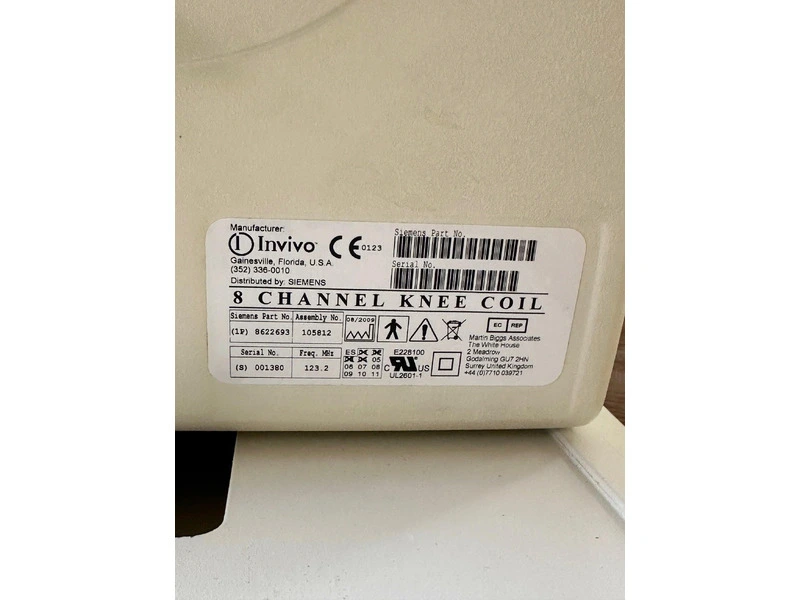 Manufacturer:
Invivo CE 0123
Gainesville, Florida, U.S.A.
(352) 336-0010
Distributed by: SIEMENS
Siemens Part No.
Serial No.
8 CHANNEL KNEE COIL
Siemens Part No. Assembly No.
(1P) 8622693 105812
08/2009
Serial No. Freq. MHz
(S) 001380 123.2
ES 05
06 07 08
09 10 11
E226100
C UR US
UL2601-1
EC REP
Martin Biggs Associates
The White House
2 Meadrow
Godalming GU7 2HN
Surrey United Kingdom
+44 (0)7710 039721